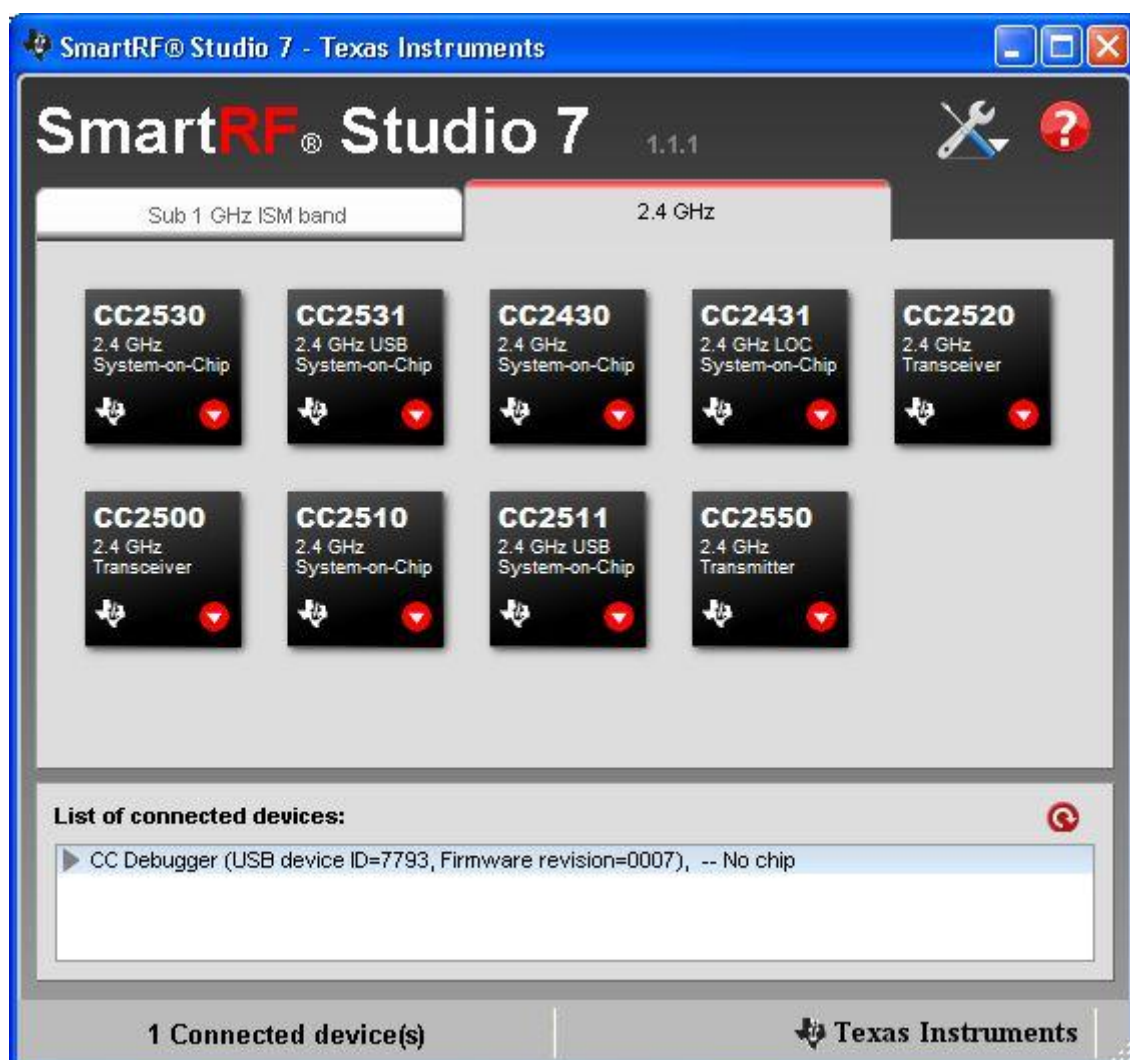 SmartRF® Studio 7 - Texas Instruments
SmartRF® Studio 7 1.1.1
Sub 1 GHz ISM band
2.4 GHz
CC2530
2.4 GHz
System-on-Chip
CC2531
2.4 GHz USB
System-on-Chip
CC2430
2.4 GHz
System-on-Chip
CC2431
2.4 GHz LOC
System-on-Chip
CC2520
2.4 GHz
Transceiver
CC2500
2.4 GHz
Transceiver
CC2510
2.4 GHz
System-on-Chip
CC2511
2.4 GHz USB
System-on-Chip
CC2550
2.4 GHz
Transmitter
List of connected devices:
CC Debugger (USB device ID=7793, Firmware revision=0007), -- No chip
1 Connected device(s)
Texas Instruments